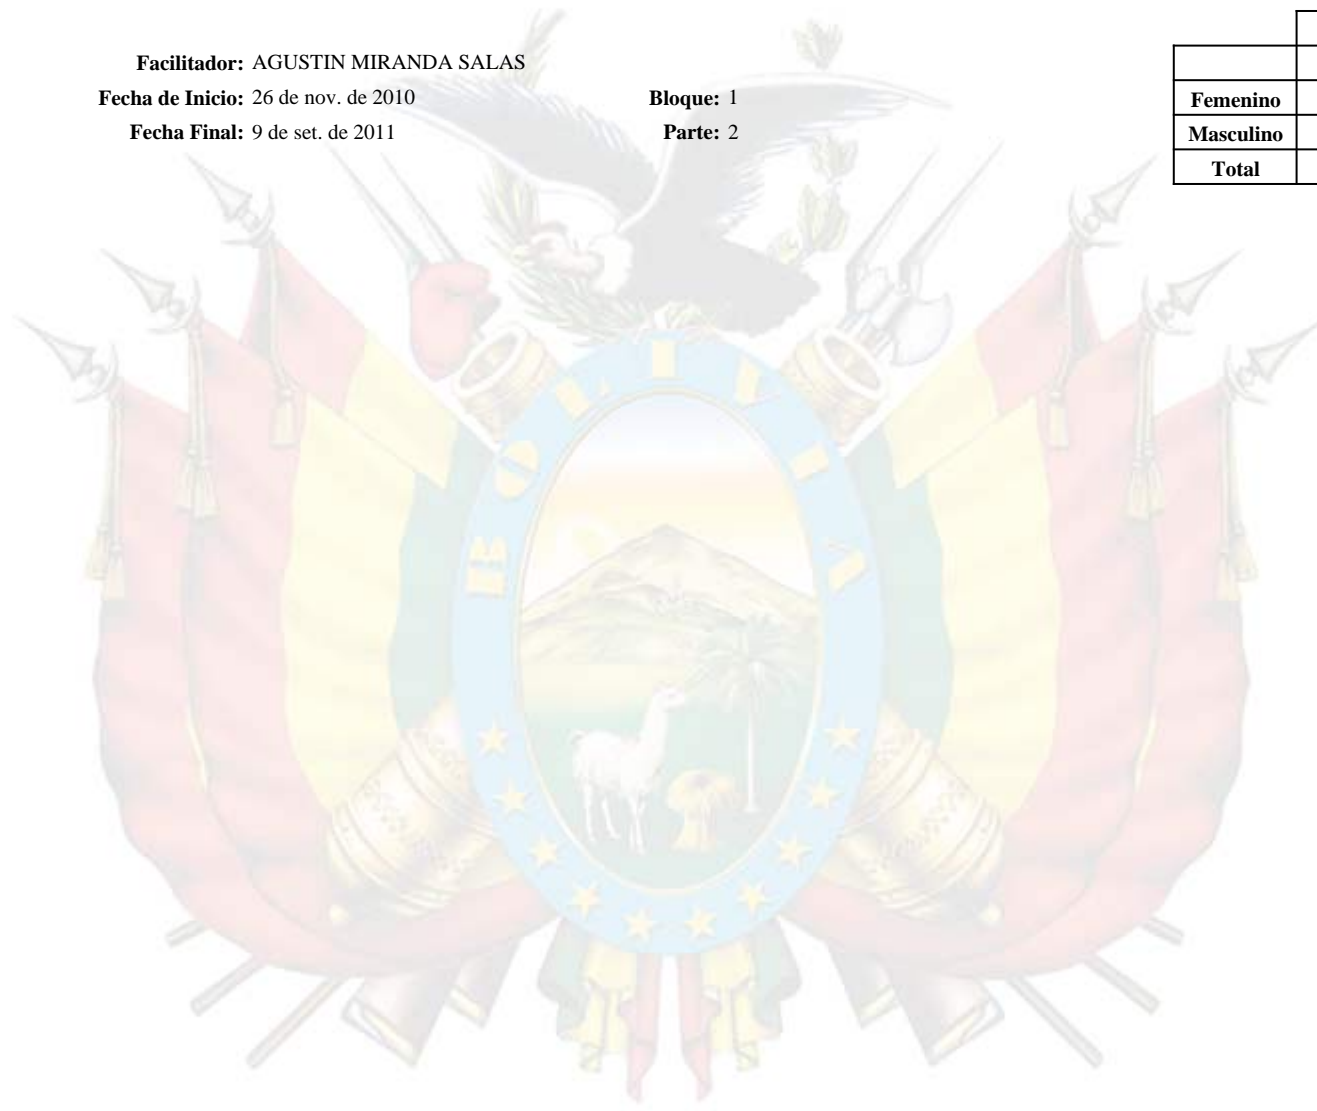 Facilitador: AGUSTIN MIRANDA SALAS
Fecha de Inicio: 26 de nov. de 2010 Bloque: 1
Fecha Final: 9 de set. de 2011 Parte: 2
Femenino
Masculino
Total
BOLIVIA